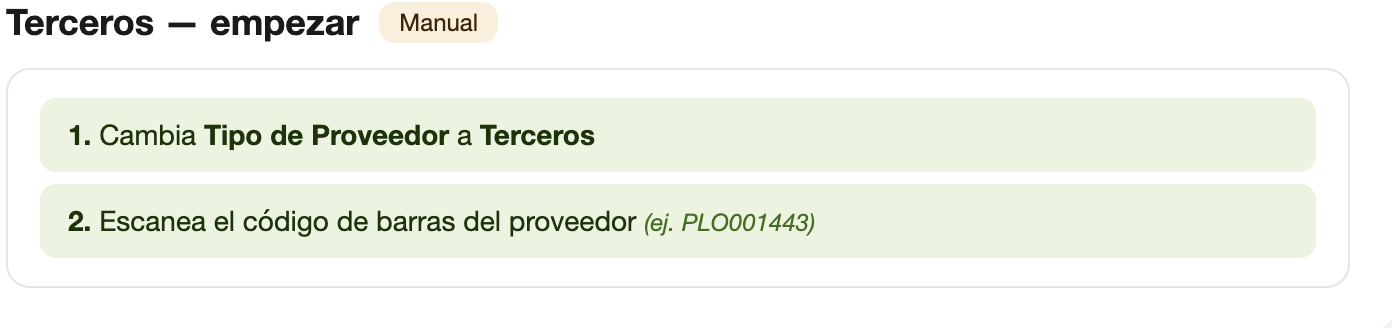 Terceros — empezar Manual
1. Cambia Tipo de Proveedor a Terceros
2. Escanea el código de barras del proveedor (ej. PLO001443)